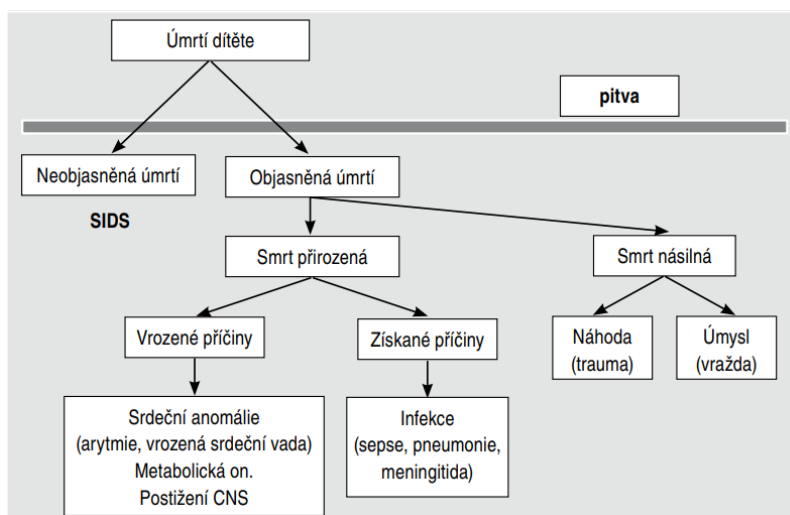 Úmrtí dítěte
pitva
Neobjasněná úmrtí
Objasněná úmrtí
SIDS
Smrt přirozená
Smrt násilná
Vrozené příčiny
Získané příčiny
Náhoda
(trauma)
Úmysl
(vražda)
Srdeční anomálie
(arytmie, vrozená srdeční vada)
Metabolická on.
Postižení CNS
Infekce
(sepse, pneumonie,
meningitida)